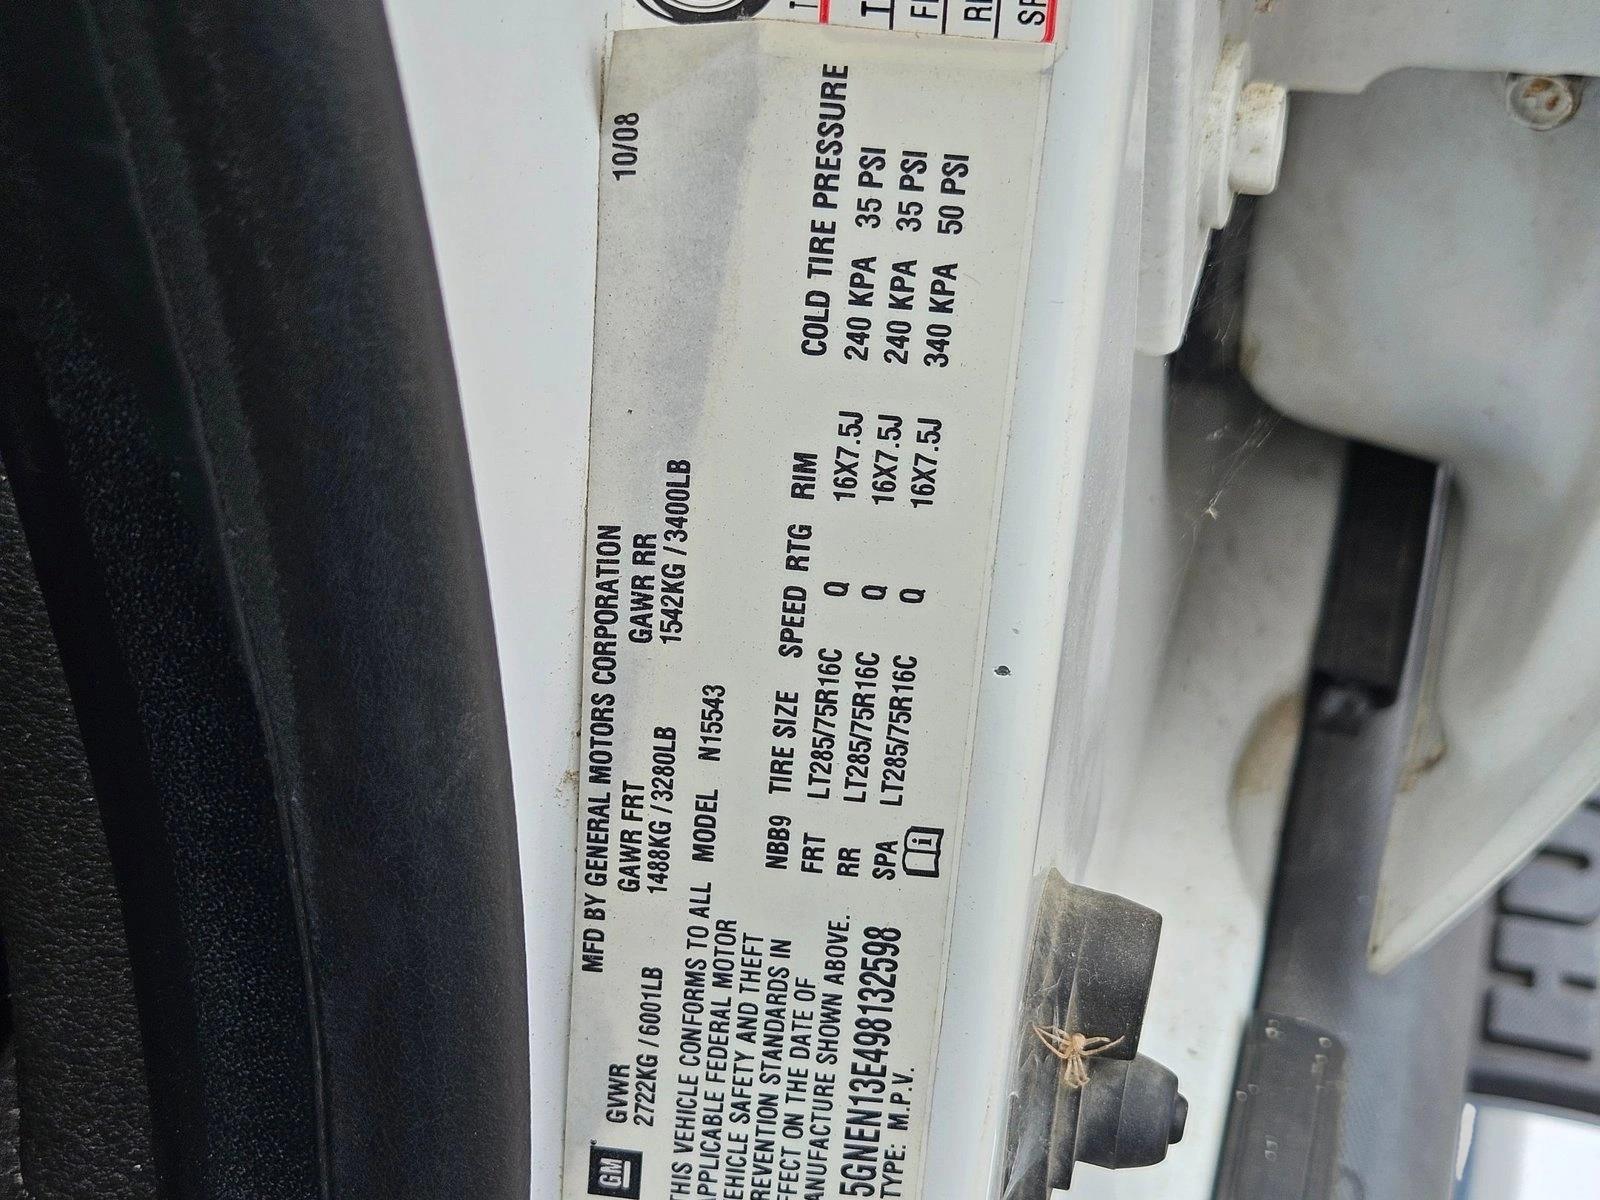 MFD BY GENERAL MOTORS CORPORATION 10/08
GM
GVWR GAWR FRT GAWR RR
2722KG / 6001LB 1488KG / 3280LB 1542KG / 3400LB
THIS VEHICLE CONFORMS TO ALL MODEL N15543
APPLICABLE FEDERAL MOTOR
VEHICLE SAFETY AND THEFT
PREVENTION STANDARDS IN
EFFECT ON THE DATE OF
MANUFACTURE SHOWN ABOVE.
5GNEN13E498132598
TYPE: M.P.V.
NBB9 TIRE SIZE SPEED RTG RIM COLD TIRE PRESSURE
FRT LT285/75R16C Q 16X7.5J 240 KPA 35 PSI
RR LT285/75R16C Q 16X7.5J 240 KPA 35 PSI
SPA LT285/75R16C Q 16X7.5J 340 KPA 50 PSI
i